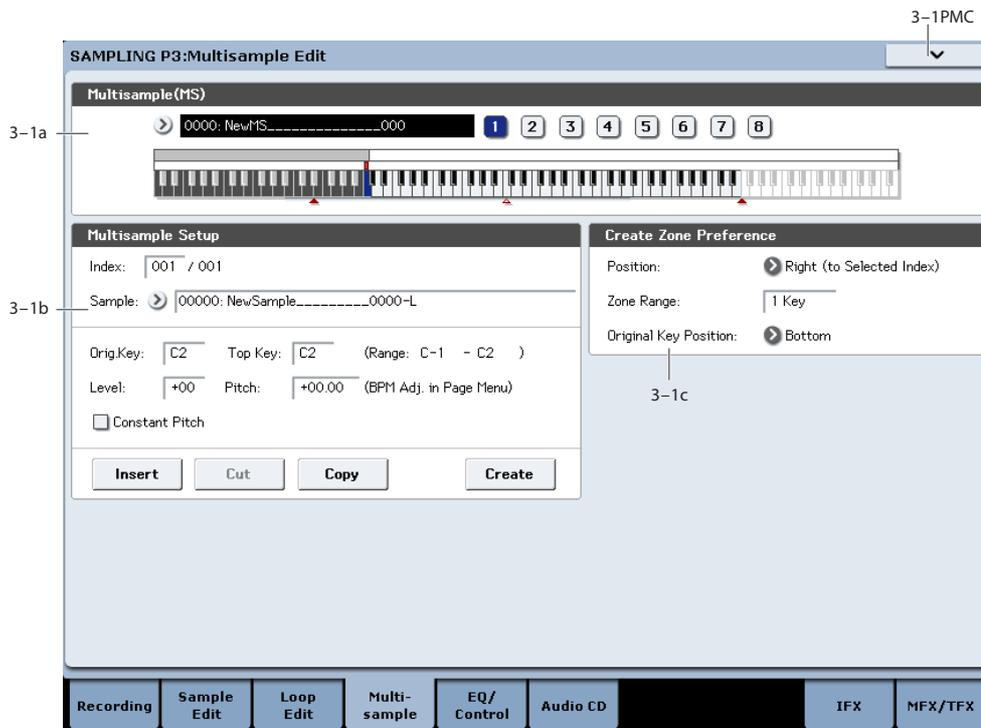 3-1PMC
SAMPLING P3:Multisample Edit
Multisample(MS)
3-1a
0000: NewMS______________000
1 2 3 4 5 6 7 8
Multisample Setup
Index: 001 / 001
3-1b
Sample: 00000: NewSample_________0000-L
Orig.Key: C2 Top Key: C2 (Range: C-1 - C2 )
Level: +00 Pitch: +00.00 (BPM Adj. in Page Menu)
Constant Pitch
Insert Cut Copy Create
Create Zone Preference
Position: Right (to Selected Index)
Zone Range: 1 Key
Original Key Position: Bottom
3-1c
Recording Sample Edit Loop Edit Multi-sample EQ/Control Audio CD IFX MFX/TFX